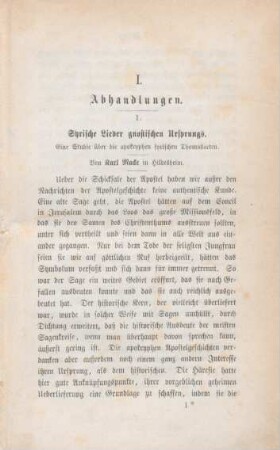 I.
Abhandlungen.
1.
Syrische Lieder gnostischen Ursprungs.
Eine Studie über die apokryphen syrischen Thomasacten.
Von Karl Macke in Hildesheim.
Ueber die Schicksale der Apostel haben wir außer den
Nachrichten der Apostelgeschichte keine authentische Kunde.
Eine alte Sage gibt, die Apostel hätten auf dem Concil
in Jerusalem durch das Loos das große Missionsfeld, in
das sie den Samen des Christenthums ausstreuen sollten,
unter sich vertheilt und wären dann in alle Welt aus ein
ander gegangen. Nur bei dem Tode der seligsten Jungfrau
seien sie wie auf göttlichen Ruf herbeigeeilt, hätten das
Symbolum verfaßt und sich dann für immer getrennt. So
war der Sage ein weites Gebiet eröffnet, das sie nach Ge-
fallen ausbeuten konnte und das sie auch reichlich ausgebeutet
hat. Der historische Kern, der vielleicht überliefert
war, wurde in solcher Weise mit Sagen umhüllt, durch
Dichtung erweitert, daß die historische Ausbeute der meisten
Sagenkreise, wenn man überhaupt davon sprechen kann,
äußerst gering ist. Die apokryphen Apostelgeschichten ver-
danken aber außerdem noch einem ganz andern Interesse
ihren Ursprung, als dem historischen. Die Häresie hatte
hier gute Anknüpfungspunkte, ihrer vorgeblichen geheimen
Ueberlieferung eine Grundlage zu schaffen, indem sie die
1*